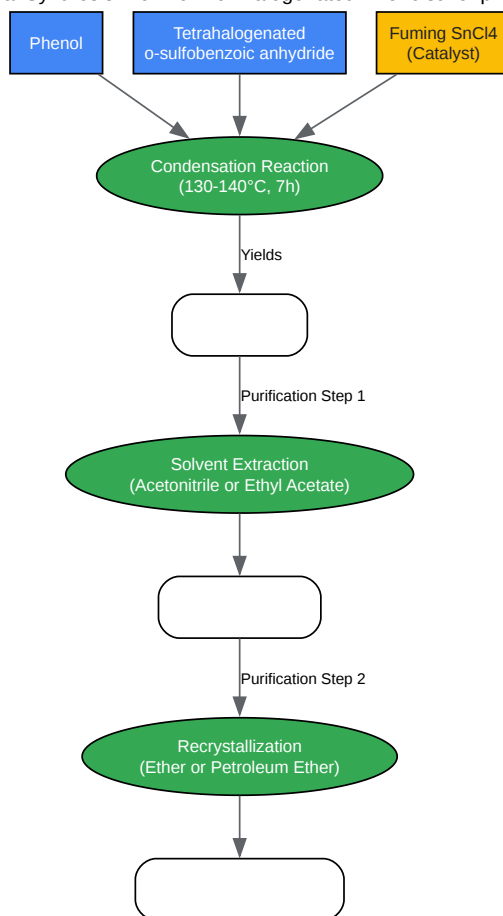 Synthesis
Phenol
Tetrahalogenated
o-sulfobenzoic anhydride
Fuming SnCl4
(Catalyst)
Condensation Reaction
(130-140°C, 7h)
Yields
Purification Step 1
Solvent Extraction
(Acetonitrile or Ethyl Acetate)
Purification Step 2
Recrystallization
(Ether or Petroleum Ether)